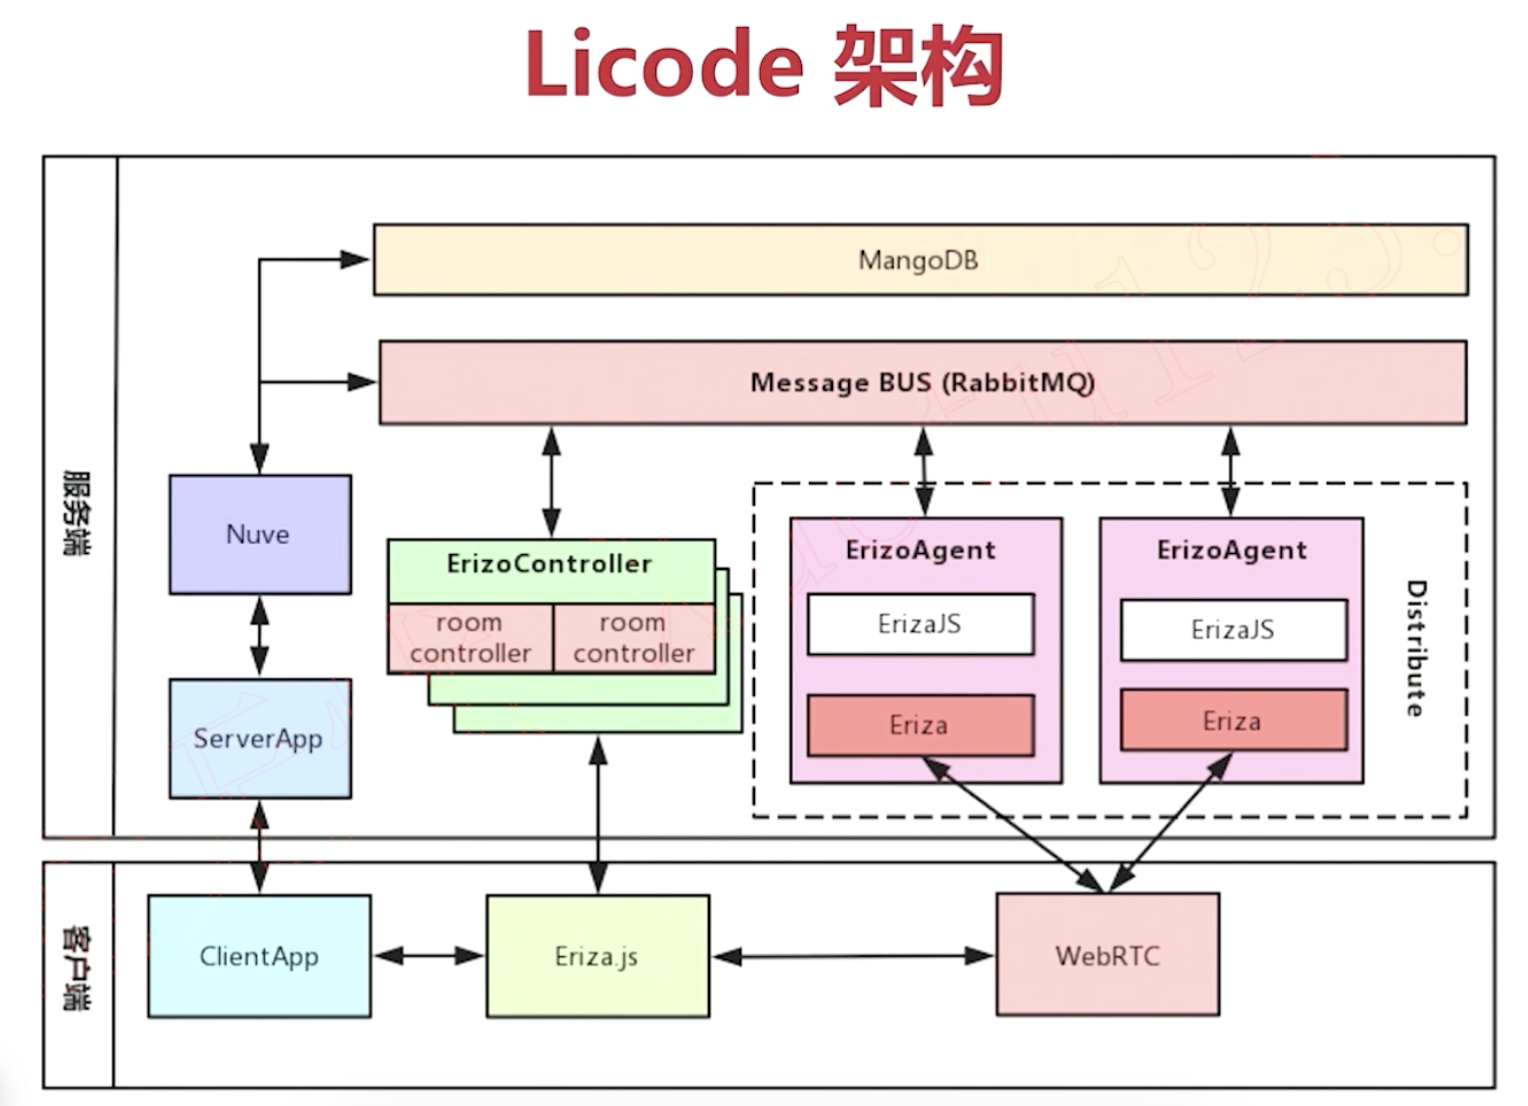 Licode 架构
MangoDB
Message BUS (RabbitMQ)
服务端
Nuve
ErizoController
room
controller
room
controller
ErizoAgent
ErizaJS
Eriza
ErizoAgent
ErizaJS
Eriza
Distribute
ServerApp
客户端
ClientApp
Eriza.js
WebRTC